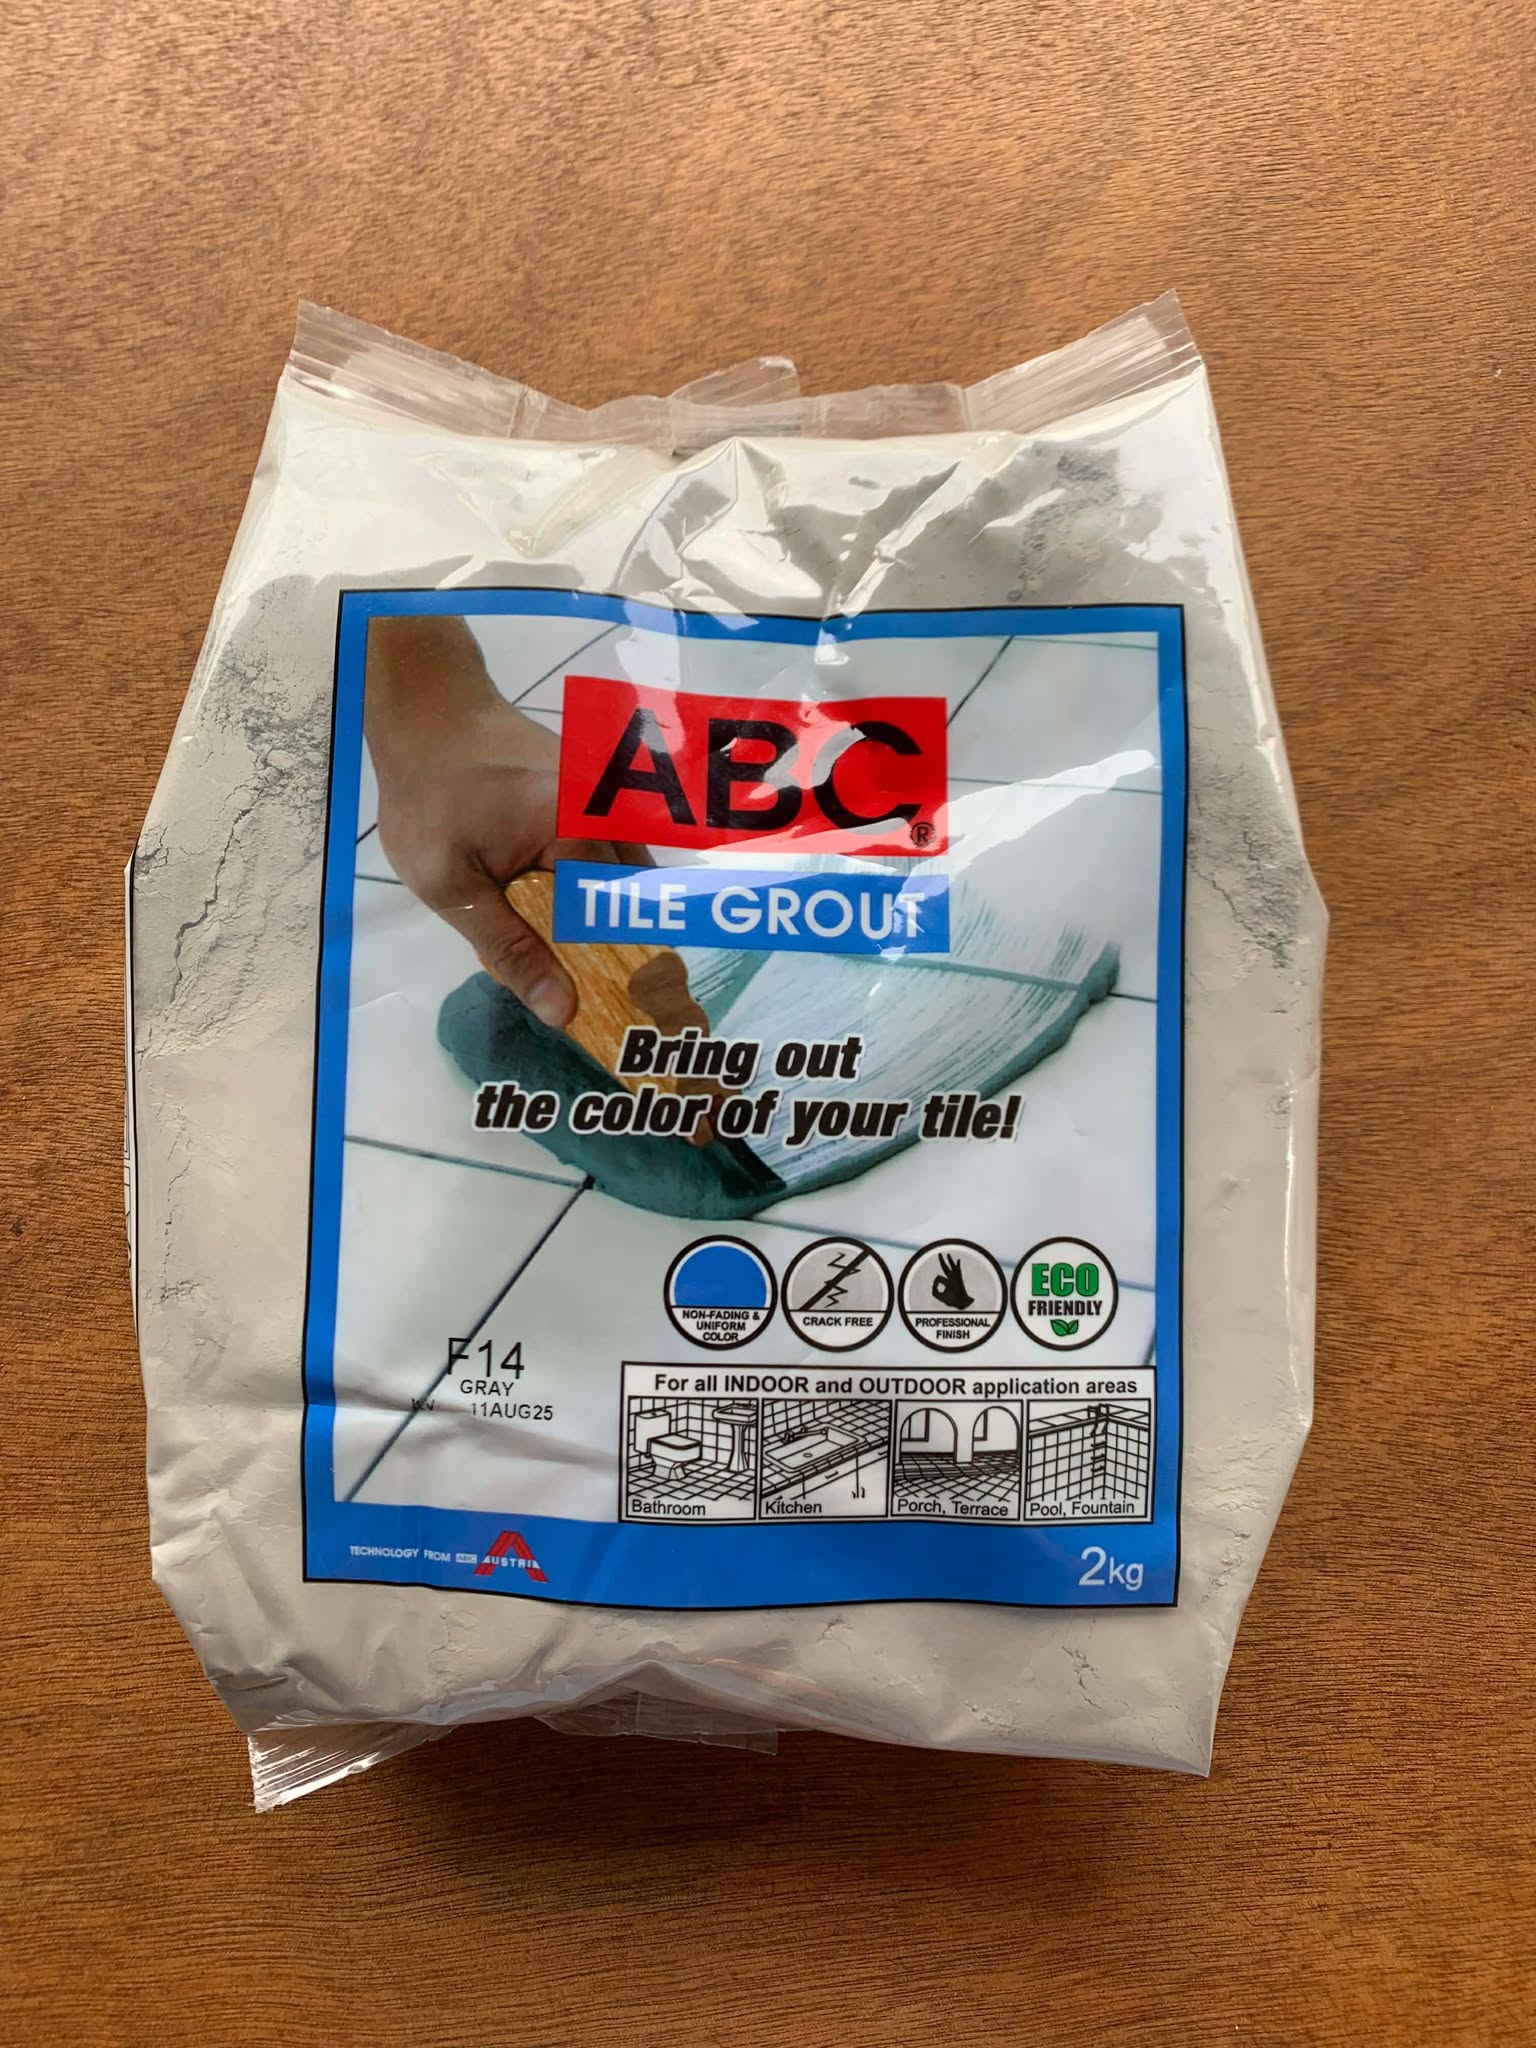 ABC®
TILE GROUT
Bring out
the color of your tile!
NON-FADING &
UNIFORM
COLOR
CRACK FREE
PROFESSIONAL
FINISH
ECO
FRIENDLY
F14
GRAY
11AUG25
For all INDOOR and OUTDOOR application areas
Bathroom
Kitchen
Porch, Terrace
Pool, Fountain
TECHNOLOGY FROM ABC AUSTRIA
2kg